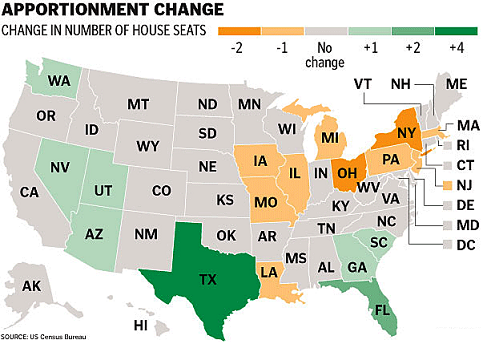 APPORTIONMENT CHANGE
CHANGE IN NUMBER OF HOUSE SEATS
-2 -1 No change +1 +2 +4
VT NH ME
WA
MT ND MN
OR
ID
SD WI MI NY MA
WY
RI
IA PA CT
NE
NV IL IN OH NJ
UT CO
CA
KS MO WV VA DE
KY
MD
NC
AZ NM OK AR TN
SC
DC
MS AL GA
TX LA
AK
FL
HI
SOURCE: US Census Bureau